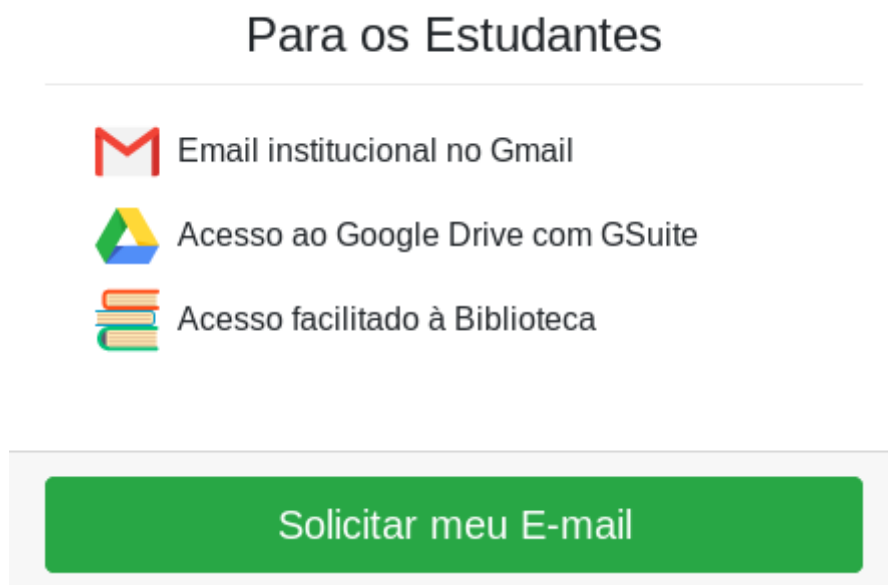 Para os Estudantes
Email institucional no Gmail
Acesso ao Google Drive com GSuite
Acesso facilitado à Biblioteca
Solicitar meu E-mail